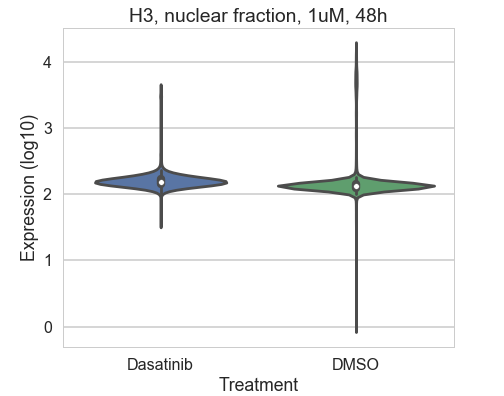 H3, nuclear fraction, 1uM, 48h
Expression (log10)
4
3
2
1
0
Dasatinib
DMSO
Treatment